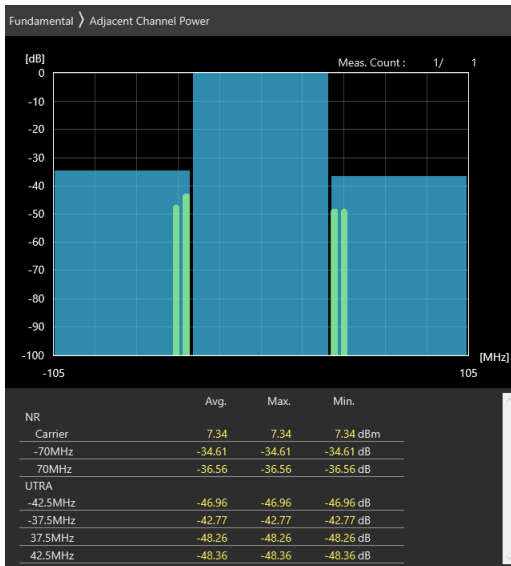 Fundamental 〉 Adjacent Channel Power
[dB]
Meas. Count : 1/ 1
0
-10
-20
-30
-40
-50
-60
-70
-80
-90
-100
[MHz]
-105 105
Avg. Max. Min.
NR
Carrier 7.34 7.34 7.34 dBm
-70MHz -34.61 -34.61 -34.61 dB
70MHz -36.56 -36.56 -36.56 dB
UTRA
-42.5MHz -46.96 -46.96 -46.96 dB
-37.5MHz -42.77 -42.77 -42.77 dB
37.5MHz -48.26 -48.26 -48.26 dB
42.5MHz -48.36 -48.36 -48.36 dB